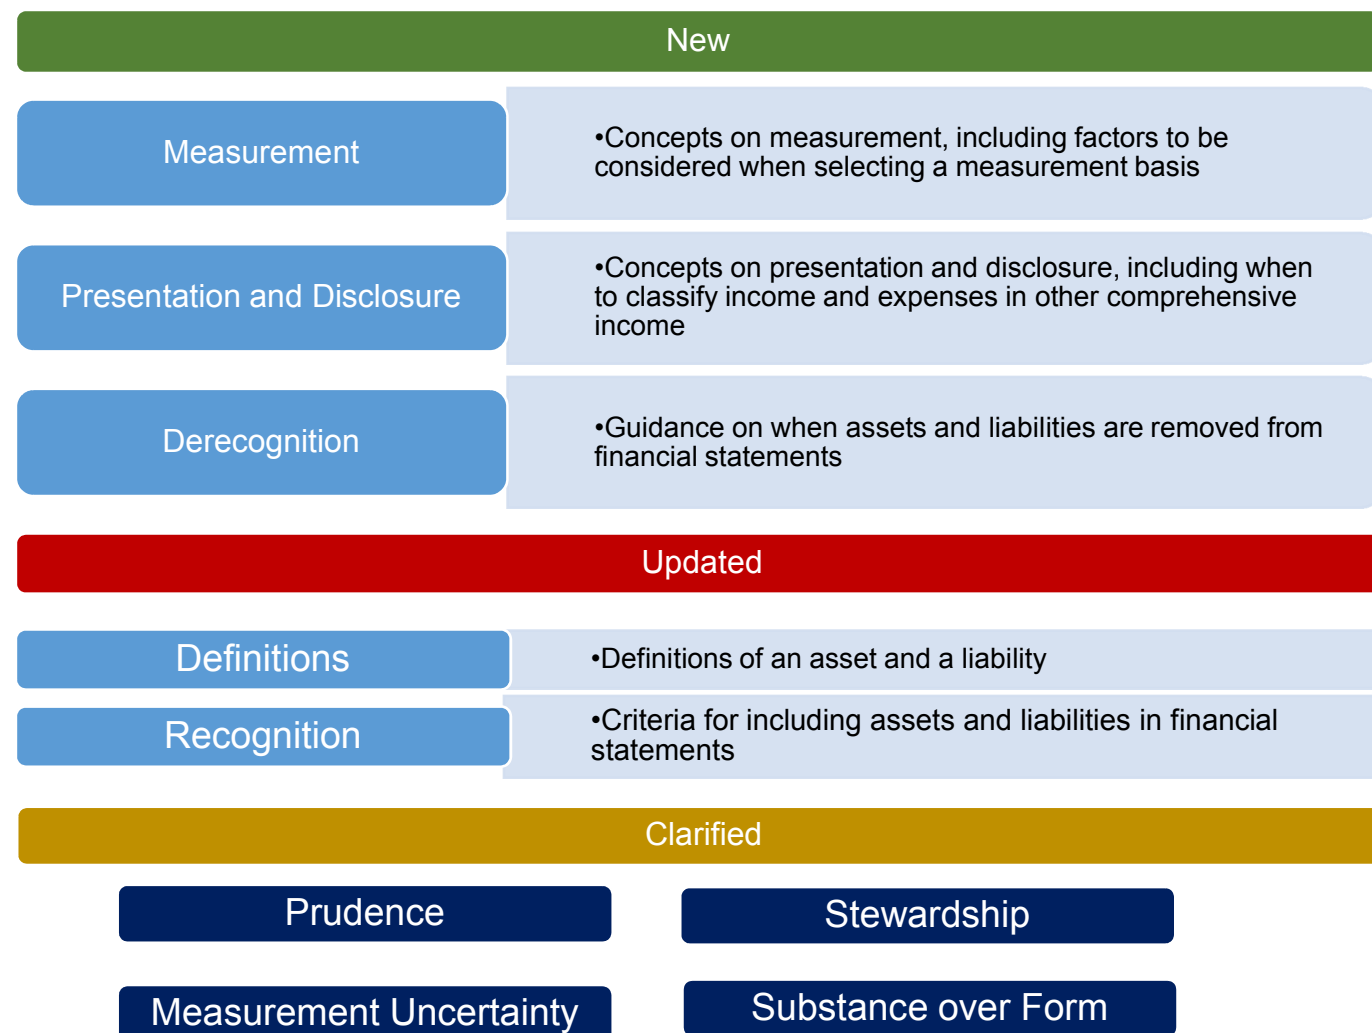 New
Measurement
•Concepts on measurement, including factors to be
considered when selecting a measurement basis
Presentation and Disclosure
•Concepts on presentation and disclosure, including when
to classify income and expenses in other comprehensive
income
Derecognition
•Guidance on when assets and liabilities are removed from
financial statements
Updated
Definitions
•Definitions of an asset and a liability
Recognition
•Criteria for including assets and liabilities in financial
statements
Clarified
Prudence
Stewardship
Measurement Uncertainty
Substance over Form